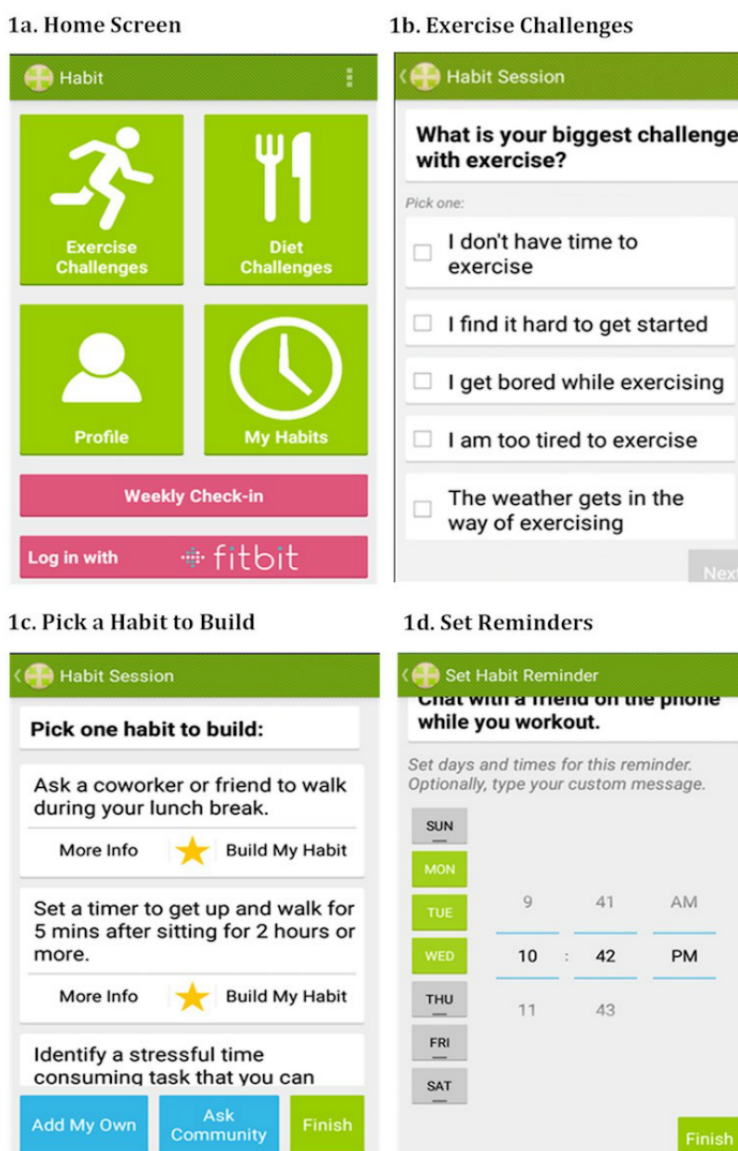 1a. Home Screen
Habit
Exercise
Challenges
Diet
Challenges
Profile
My Habits
Weekly Check-in
Log in with fitbit
1b. Exercise Challenges
Habit Session
What is your biggest challenge
with exercise?
Pick one:
I don't have time to
exercise
I find it hard to get started
I get bored while exercising
I am too tired to exercise
The weather gets in the
way of exercising
Next
1c. Pick a Habit to Build
Habit Session
Pick one habit to build:
Ask a coworker or friend to walk
during your lunch break.
More Info Build My Habit
Set a timer to get up and walk for
5 mins after sitting for 2 hours or
more.
More Info Build My Habit
Identify a stressful time
consuming task that you can
Add My Own
Ask
Community
Finish
1d. Set Reminders
Set Habit Reminder
Chat with a friend on the phone
while you workout.
Set days and times for this reminder.
Optionally, type your custom message.
SUN
MON
TUE
WED
THU
FRI
SAT
9 41 AM
10 : 42 PM
11 43
Finish